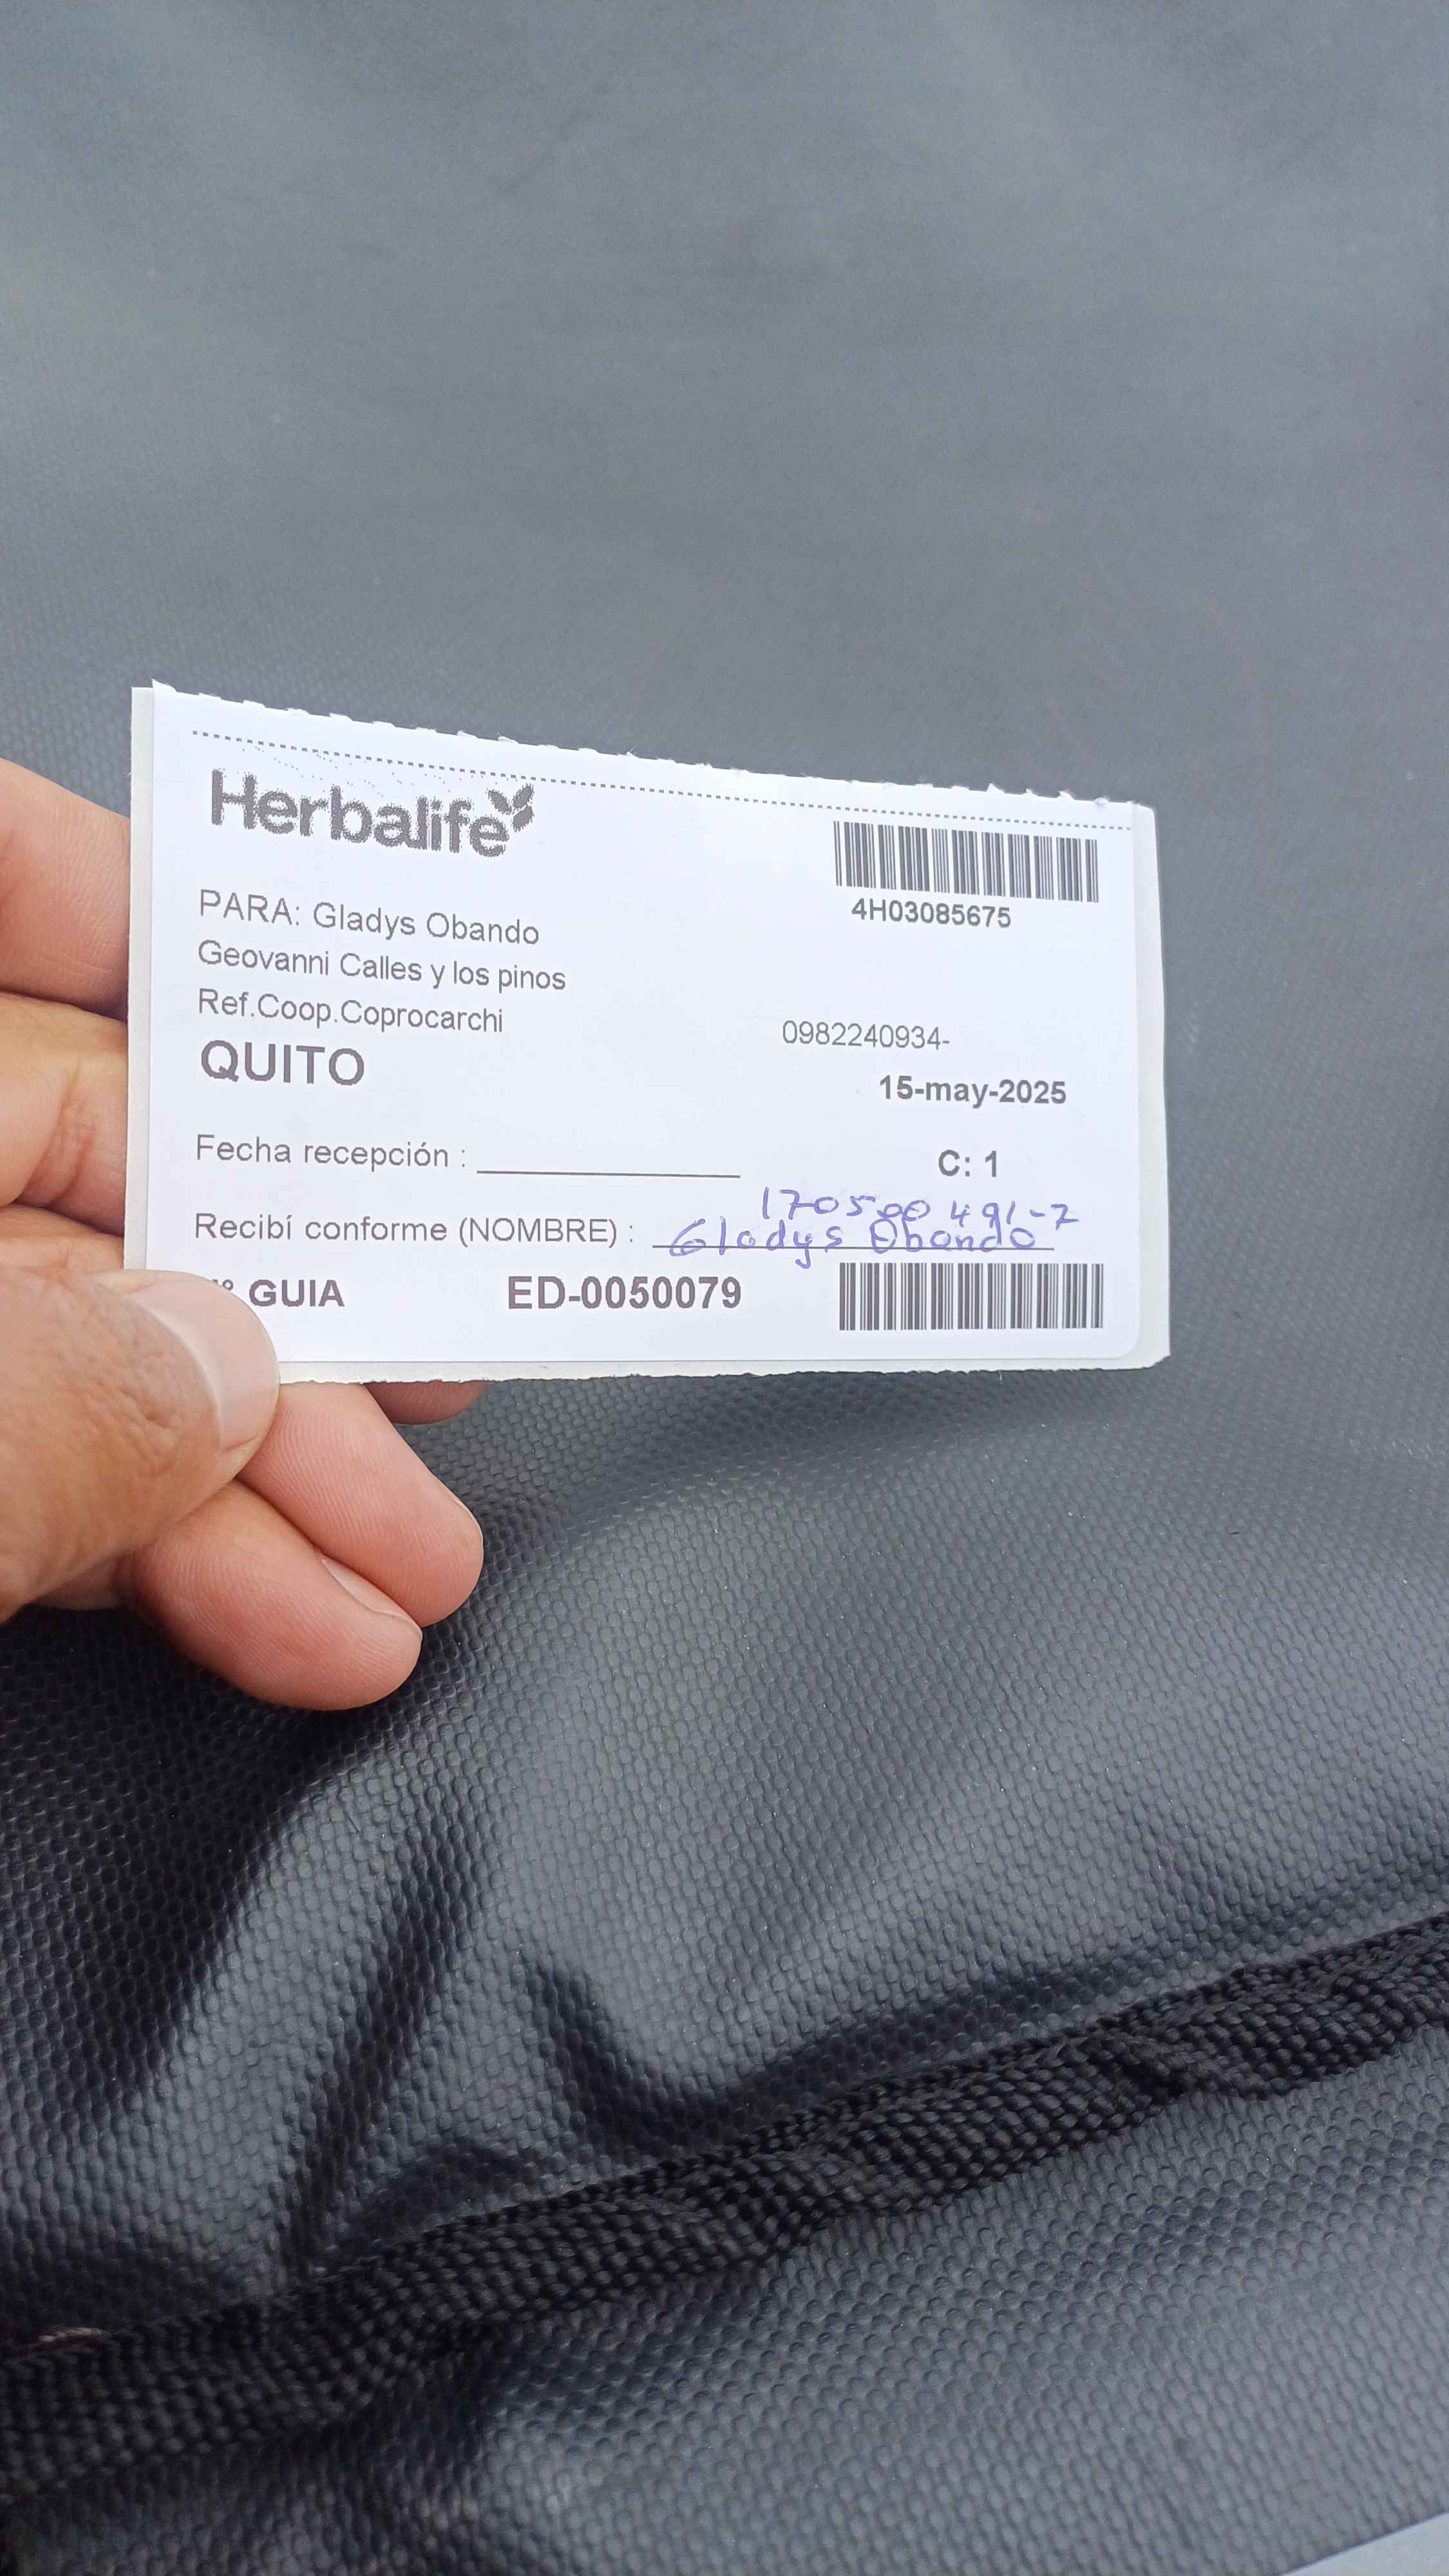 Herbalife
4H03085675
PARA: Gladys Obando
Geovanni Calles y los pinos
Ref.Coop.Coprocarchi
0982240934-
QUITO
15-may-2025
Fecha recepción :
C: 1
Recibí conforme (NOMBRE) : Gladys Obando
GUIA ED-0050079